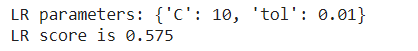 LR parameters: {'C': 10, 'tol': 0.01}
LR score is 0.575